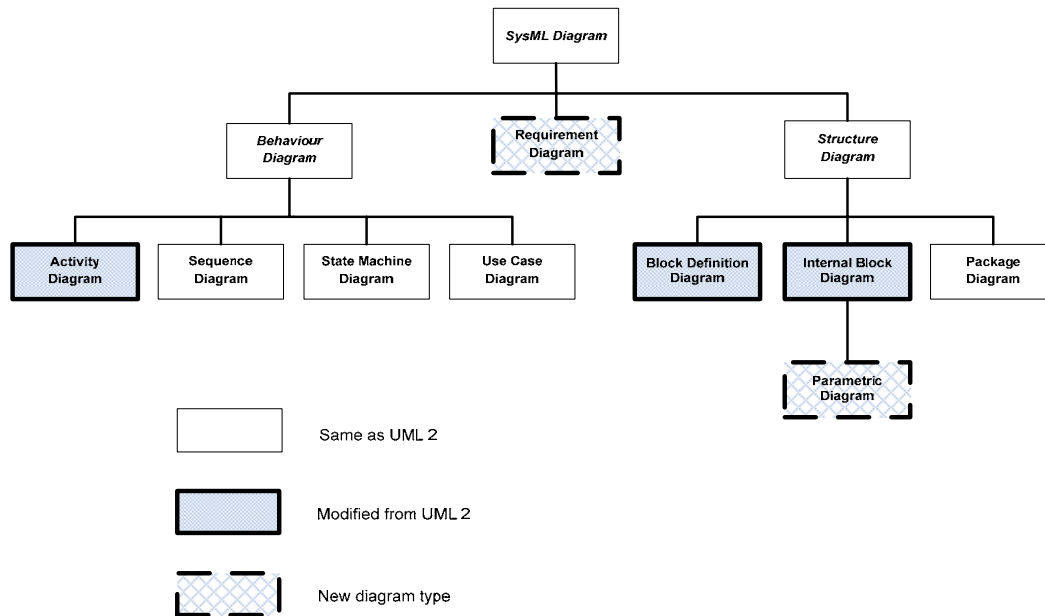 SysML Diagram
Behaviour
Diagram
Requirement
Diagram
Structure
Diagram
Activity
Diagram
Sequence
Diagram
State Machine
Diagram
Use Case
Diagram
Block Definition
Diagram
Internal Block
Diagram
Package
Diagram
Parametric
Diagram
Same as UML 2
Modified from UML 2
New diagram type